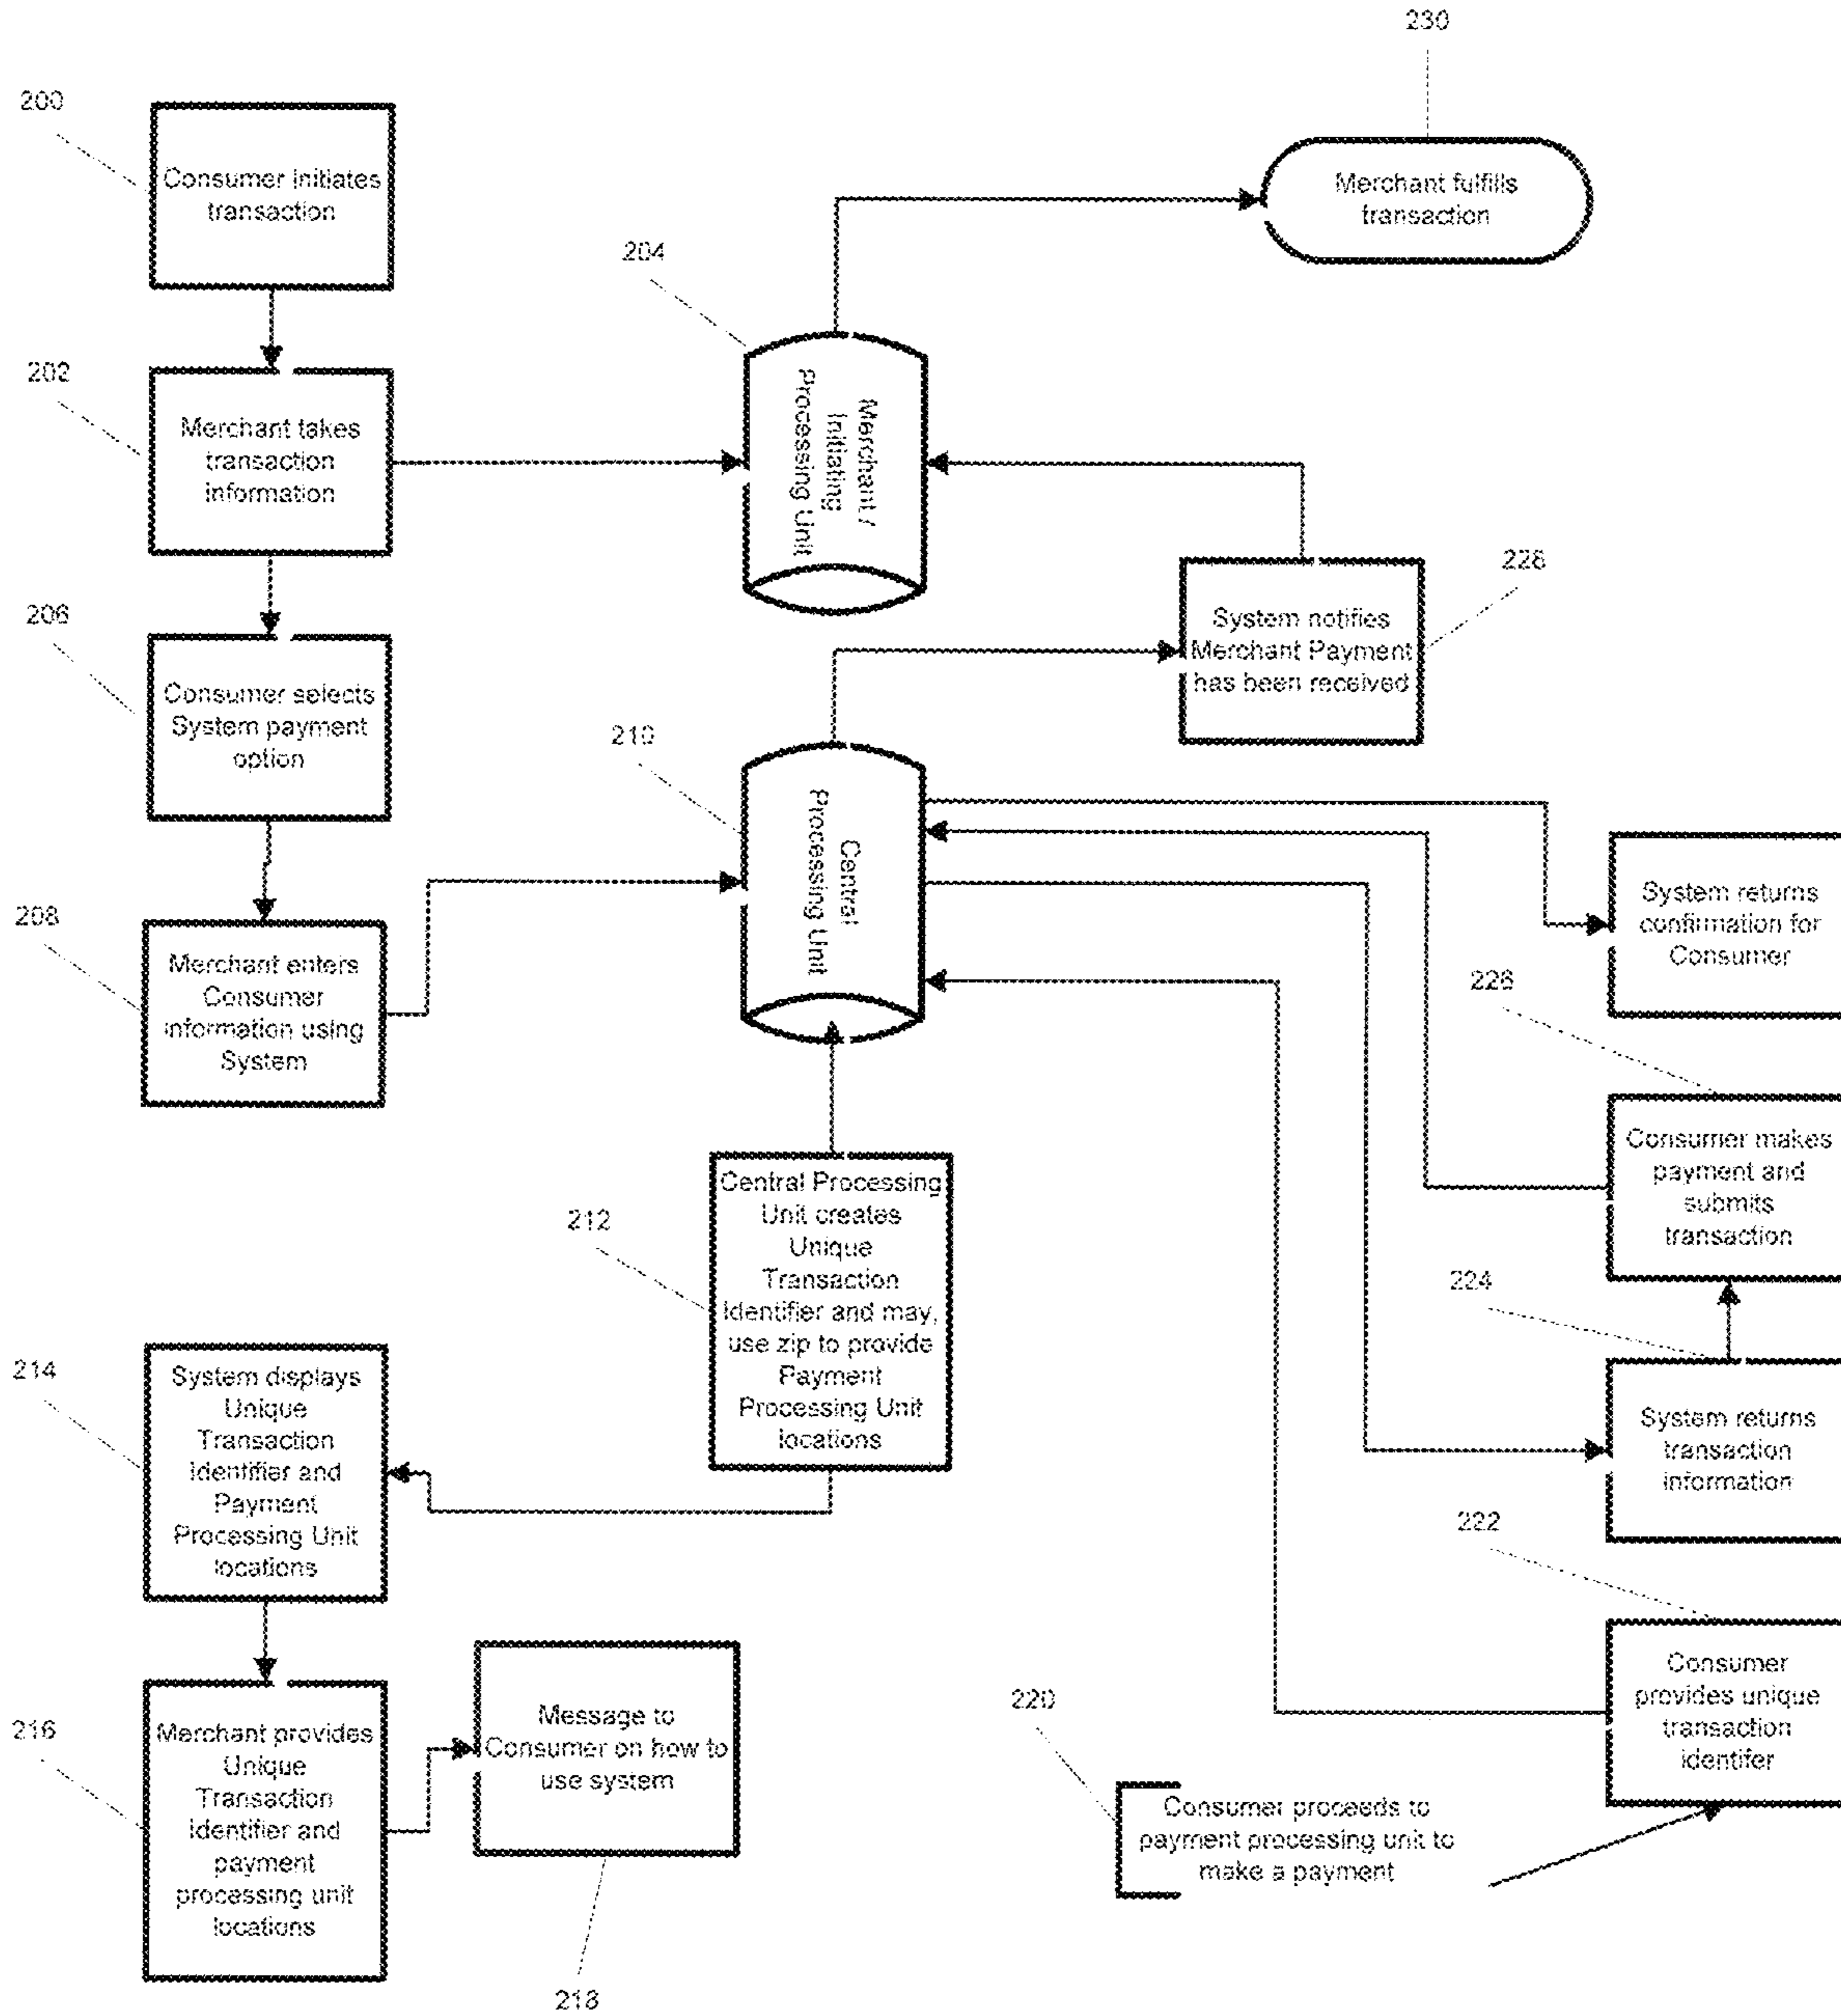 230
200
Consumer initiates
transaction
Merchant fulfills
transaction
204
202
Merchant takes
transaction
information
Merchant /
Initiating
Processing Unit
228
System notifies
Merchant Payment
has been received
206
Consumer selects
System payment
option
210
Central
Processing Unit
System returns
confirmation for
Consumer
208
Merchant enters
Consumer
information using
System
226
Consumer makes
payment and
submits
transaction
212
Central Processing
Unit creates
Unique
Transaction
Identifier and may,
use zip to provide
Payment
Processing Unit
locations
224
System returns
transaction
information
214
System displays
Unique
Transaction
Identifier and
Payment
Processing Unit
locations
222
Consumer
provides unique
transaction
identifer
216
Merchant provides
Unique
Transaction
Identifier and
payment
processing unit
locations
Message to
Consumer on how to
use system
218
220
Consumer proceeds to
payment processing unit to
make a payment